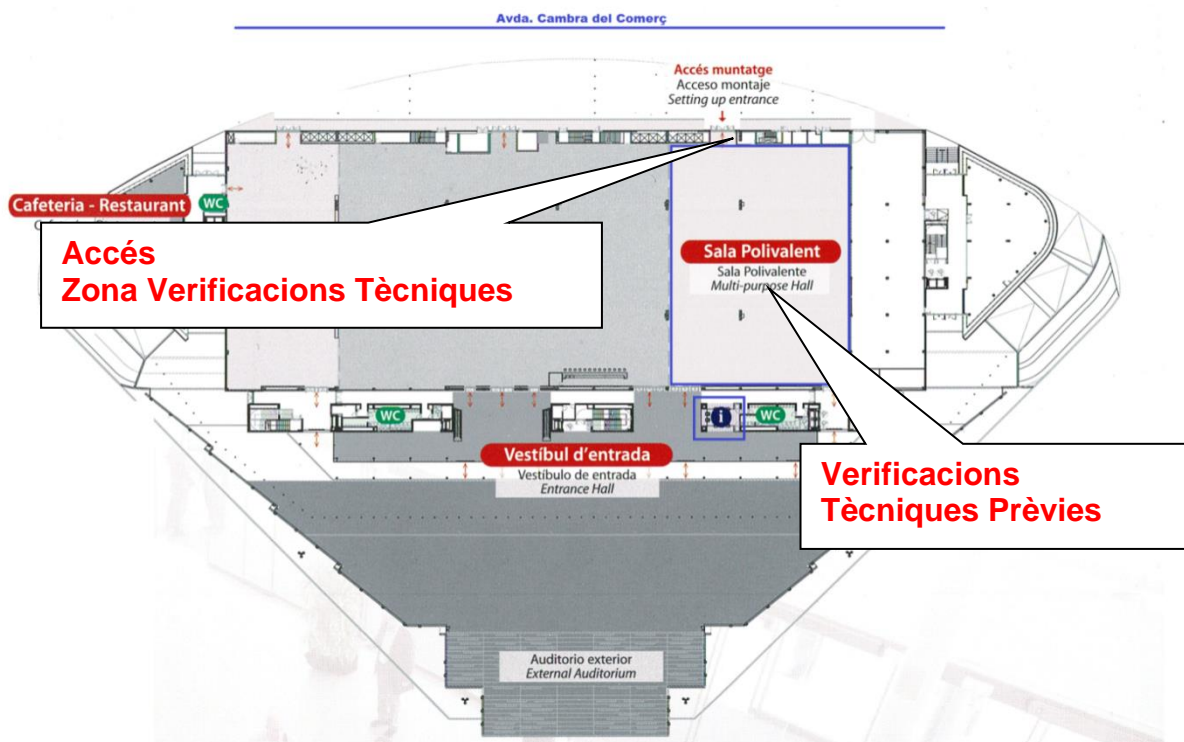 Avda. Cambra del Comerç
Accés muntatge
Acceso montaje
Setting up entrance
Cafeteria - Restaurant
WC
Accés
Zona Verificacions Tècniques
Sala Polivalent
Sala Polivalente
Multi-purpose Hall
WC
i
WC
Vestíbul d'entrada
Vestíbulo de entrada
Entrance Hall
Verificacions
Tècniques Prèvies
Auditorio exterior
External Auditorium